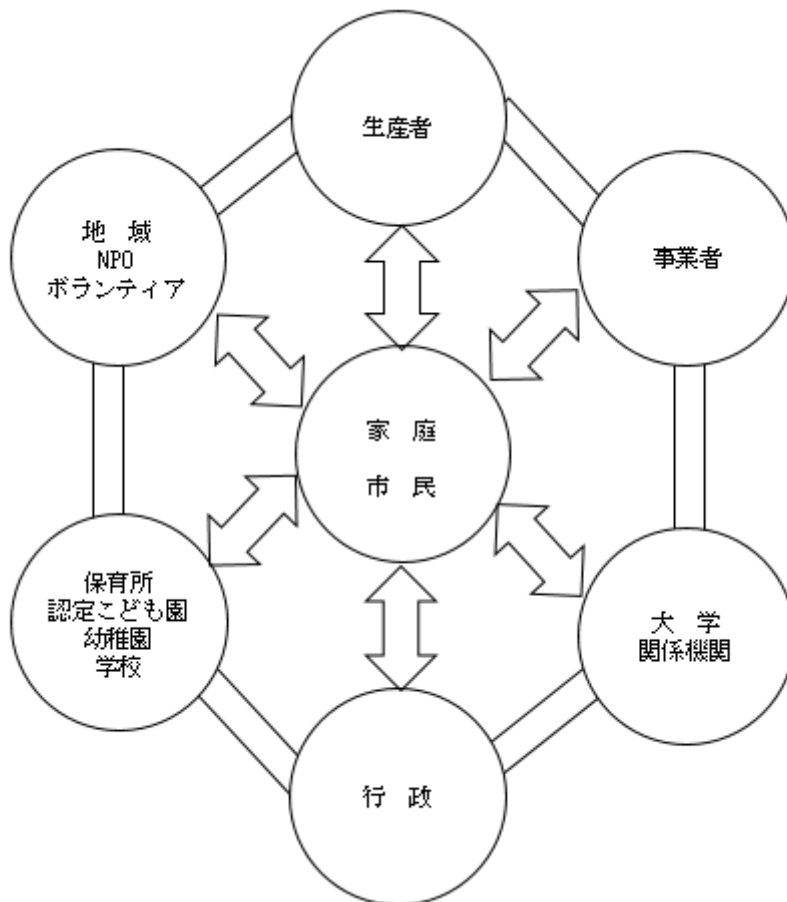 生産者
地　域
NPO
ボランティア
事業者
家　庭
市　民
保育所
認定こども園
幼稚園
学校
大　学
関係機関
行　政